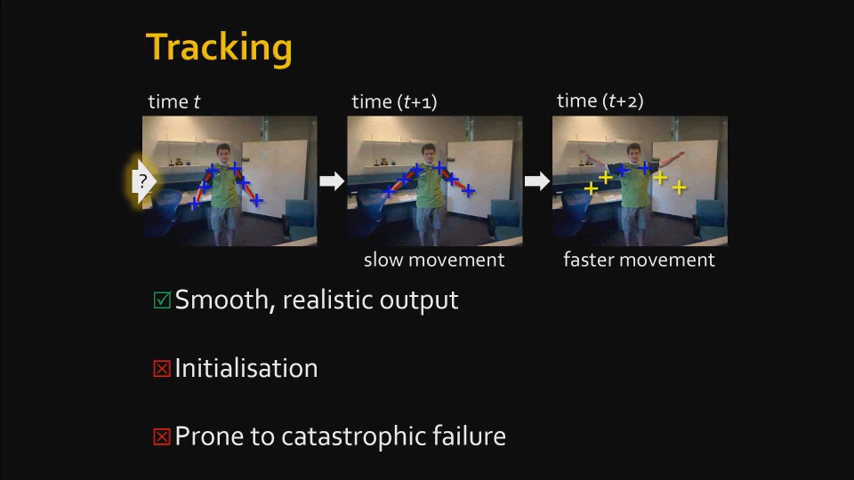 Tracking
time t
time (t+1)
time (t+2)
?
slow movement
faster movement
Smooth, realistic output
Initialisation
Prone to catastrophic failure